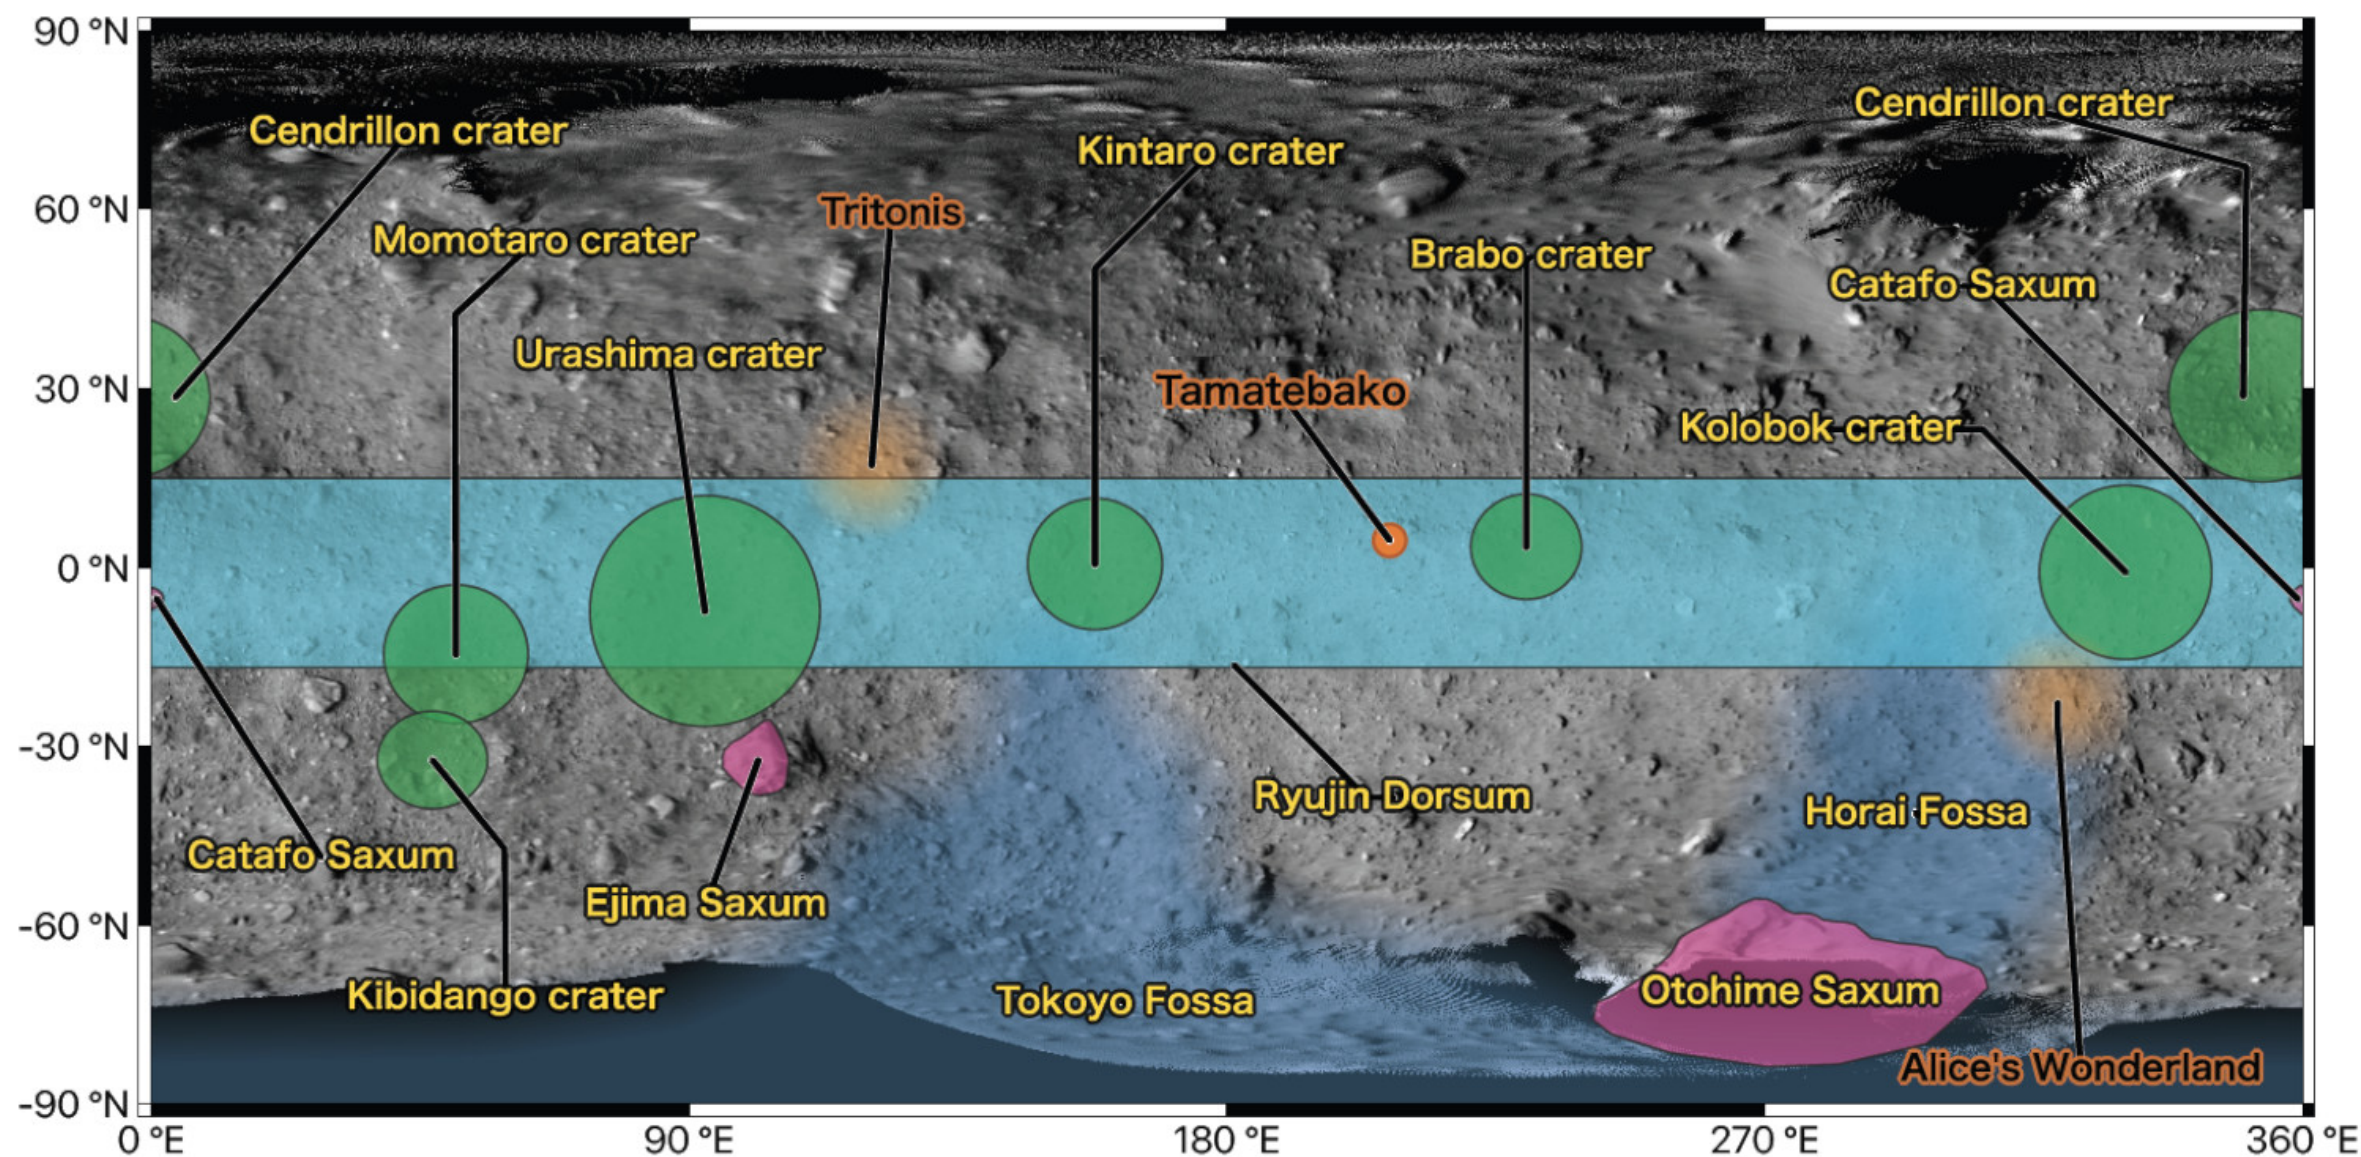 90 °N
Cendrillon crater
Cendrillon crater
Kintaro crater
60 °N
Tritonis
Momotaro crater
Brabo crater
Catafo Saxum
Urashima crater
30 °N
Tamatebako
Kolobok crater
0 °N
-30 °N
Ryujin Dorsum
Horai Fossa
Catafo Saxum
Ejima Saxum
-60 °N
Otohime Saxum
Kibidango crater
Tokoyo Fossa
Alice's Wonderland
-90 °N
0 °E
90 °E
180 °E
270 °E
360 °E